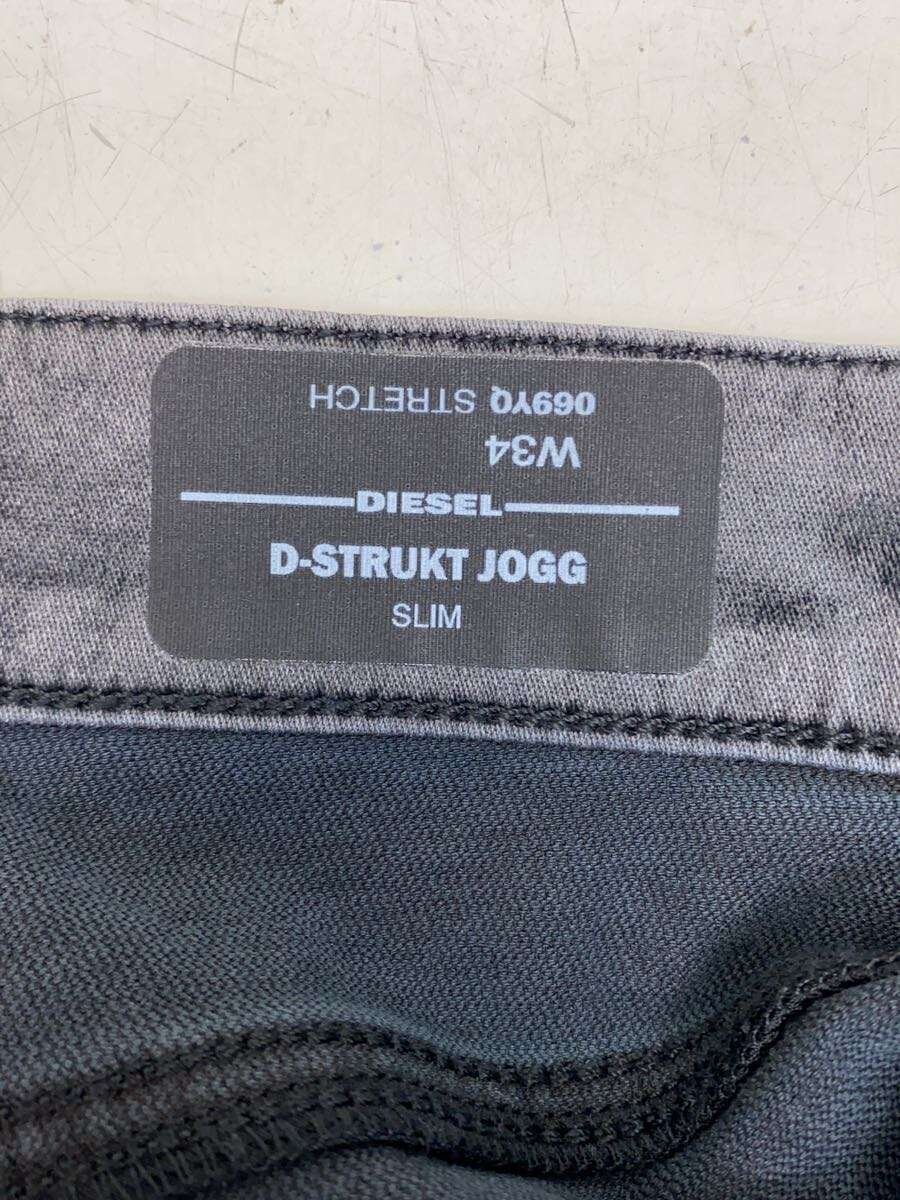 069YQ STRETCH
W34
DIESEL
D-STRUKT JOGG
SLIM